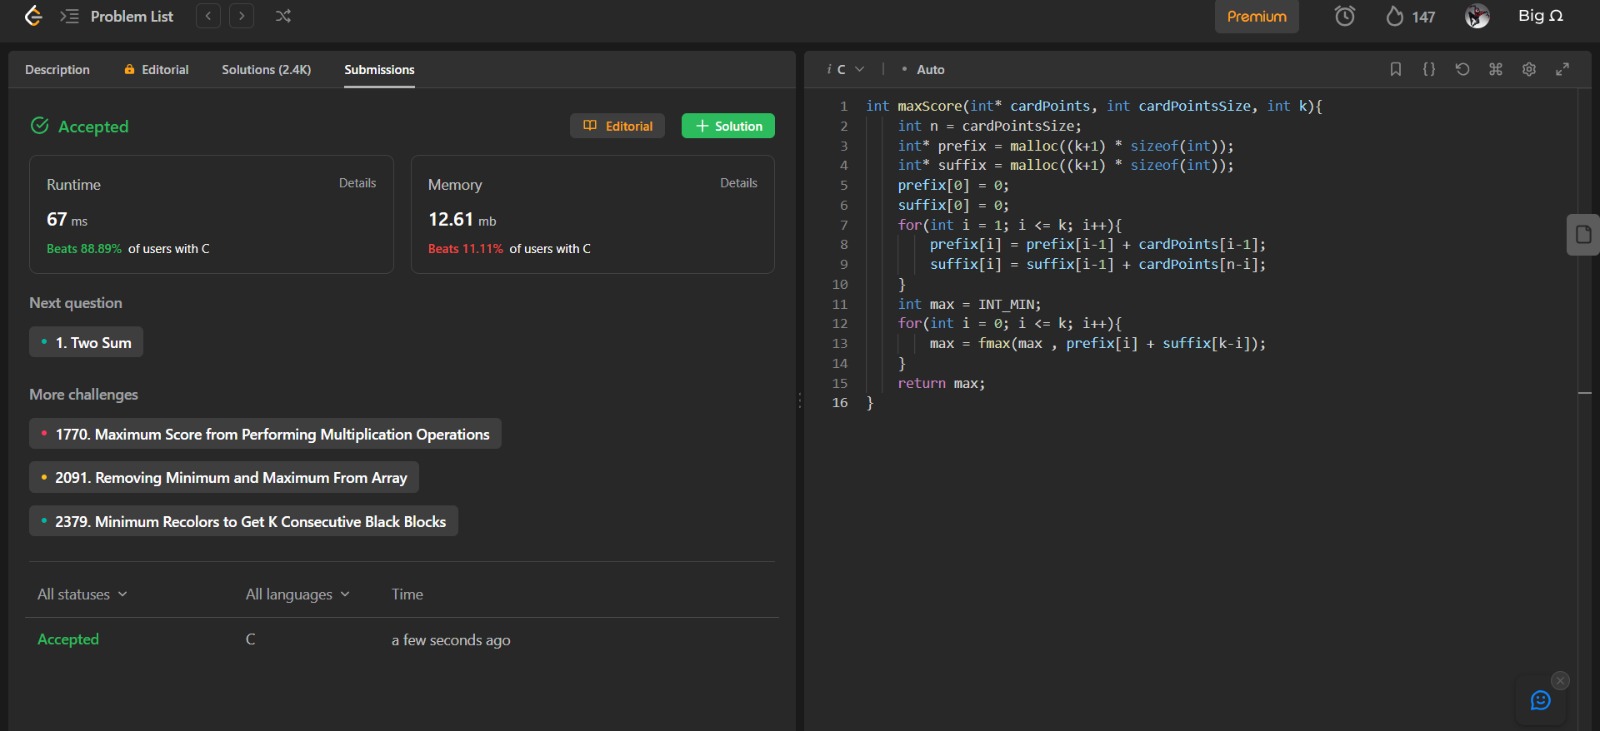 Problem List
Premium
147
Big Ω
Description
Editorial
Solutions (2.4K)
Submissions
Accepted
Editorial
+ Solution
Runtime
Details
67 ms
Beats 88.89% of users with C
Memory
Details
12.61 mb
Beats 11.11% of users with C
Next question
1. Two Sum
More challenges
1770. Maximum Score from Performing Multiplication Operations
2091. Removing Minimum and Maximum From Array
2379. Minimum Recolors to Get K Consecutive Black Blocks
All statuses
All languages
Time
Accepted
C
a few seconds ago
i C
• Auto
{}
1 int maxScore(int* cardPoints, int cardPointsSize, int k){
2 int n = cardPointsSize;
3 int* prefix = malloc((k+1) * sizeof(int));
4 int* suffix = malloc((k+1) * sizeof(int));
5 prefix[0] = 0;
6 suffix[0] = 0;
7 for(int i = 1; i <= k; i++){
8 prefix[i] = prefix[i-1] + cardPoints[i-1];
9 suffix[i] = suffix[i-1] + cardPoints[n-i];
10 }
11 int max = INT_MIN;
12 for(int i = 0; i <= k; i++){
13 max = fmax(max , prefix[i] + suffix[k-i]);
14 }
15 return max;
16 }